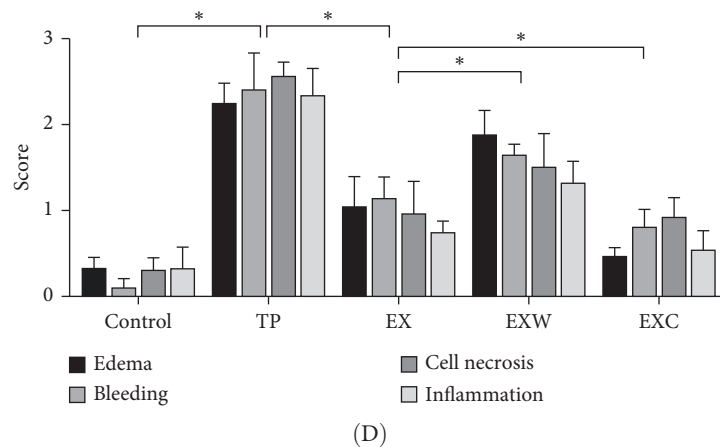 3
2
1
0
Score
*
*
*
*
Control TP EX EXW EXC
Edema Cell necrosis
Bleeding Inflammation
(D)